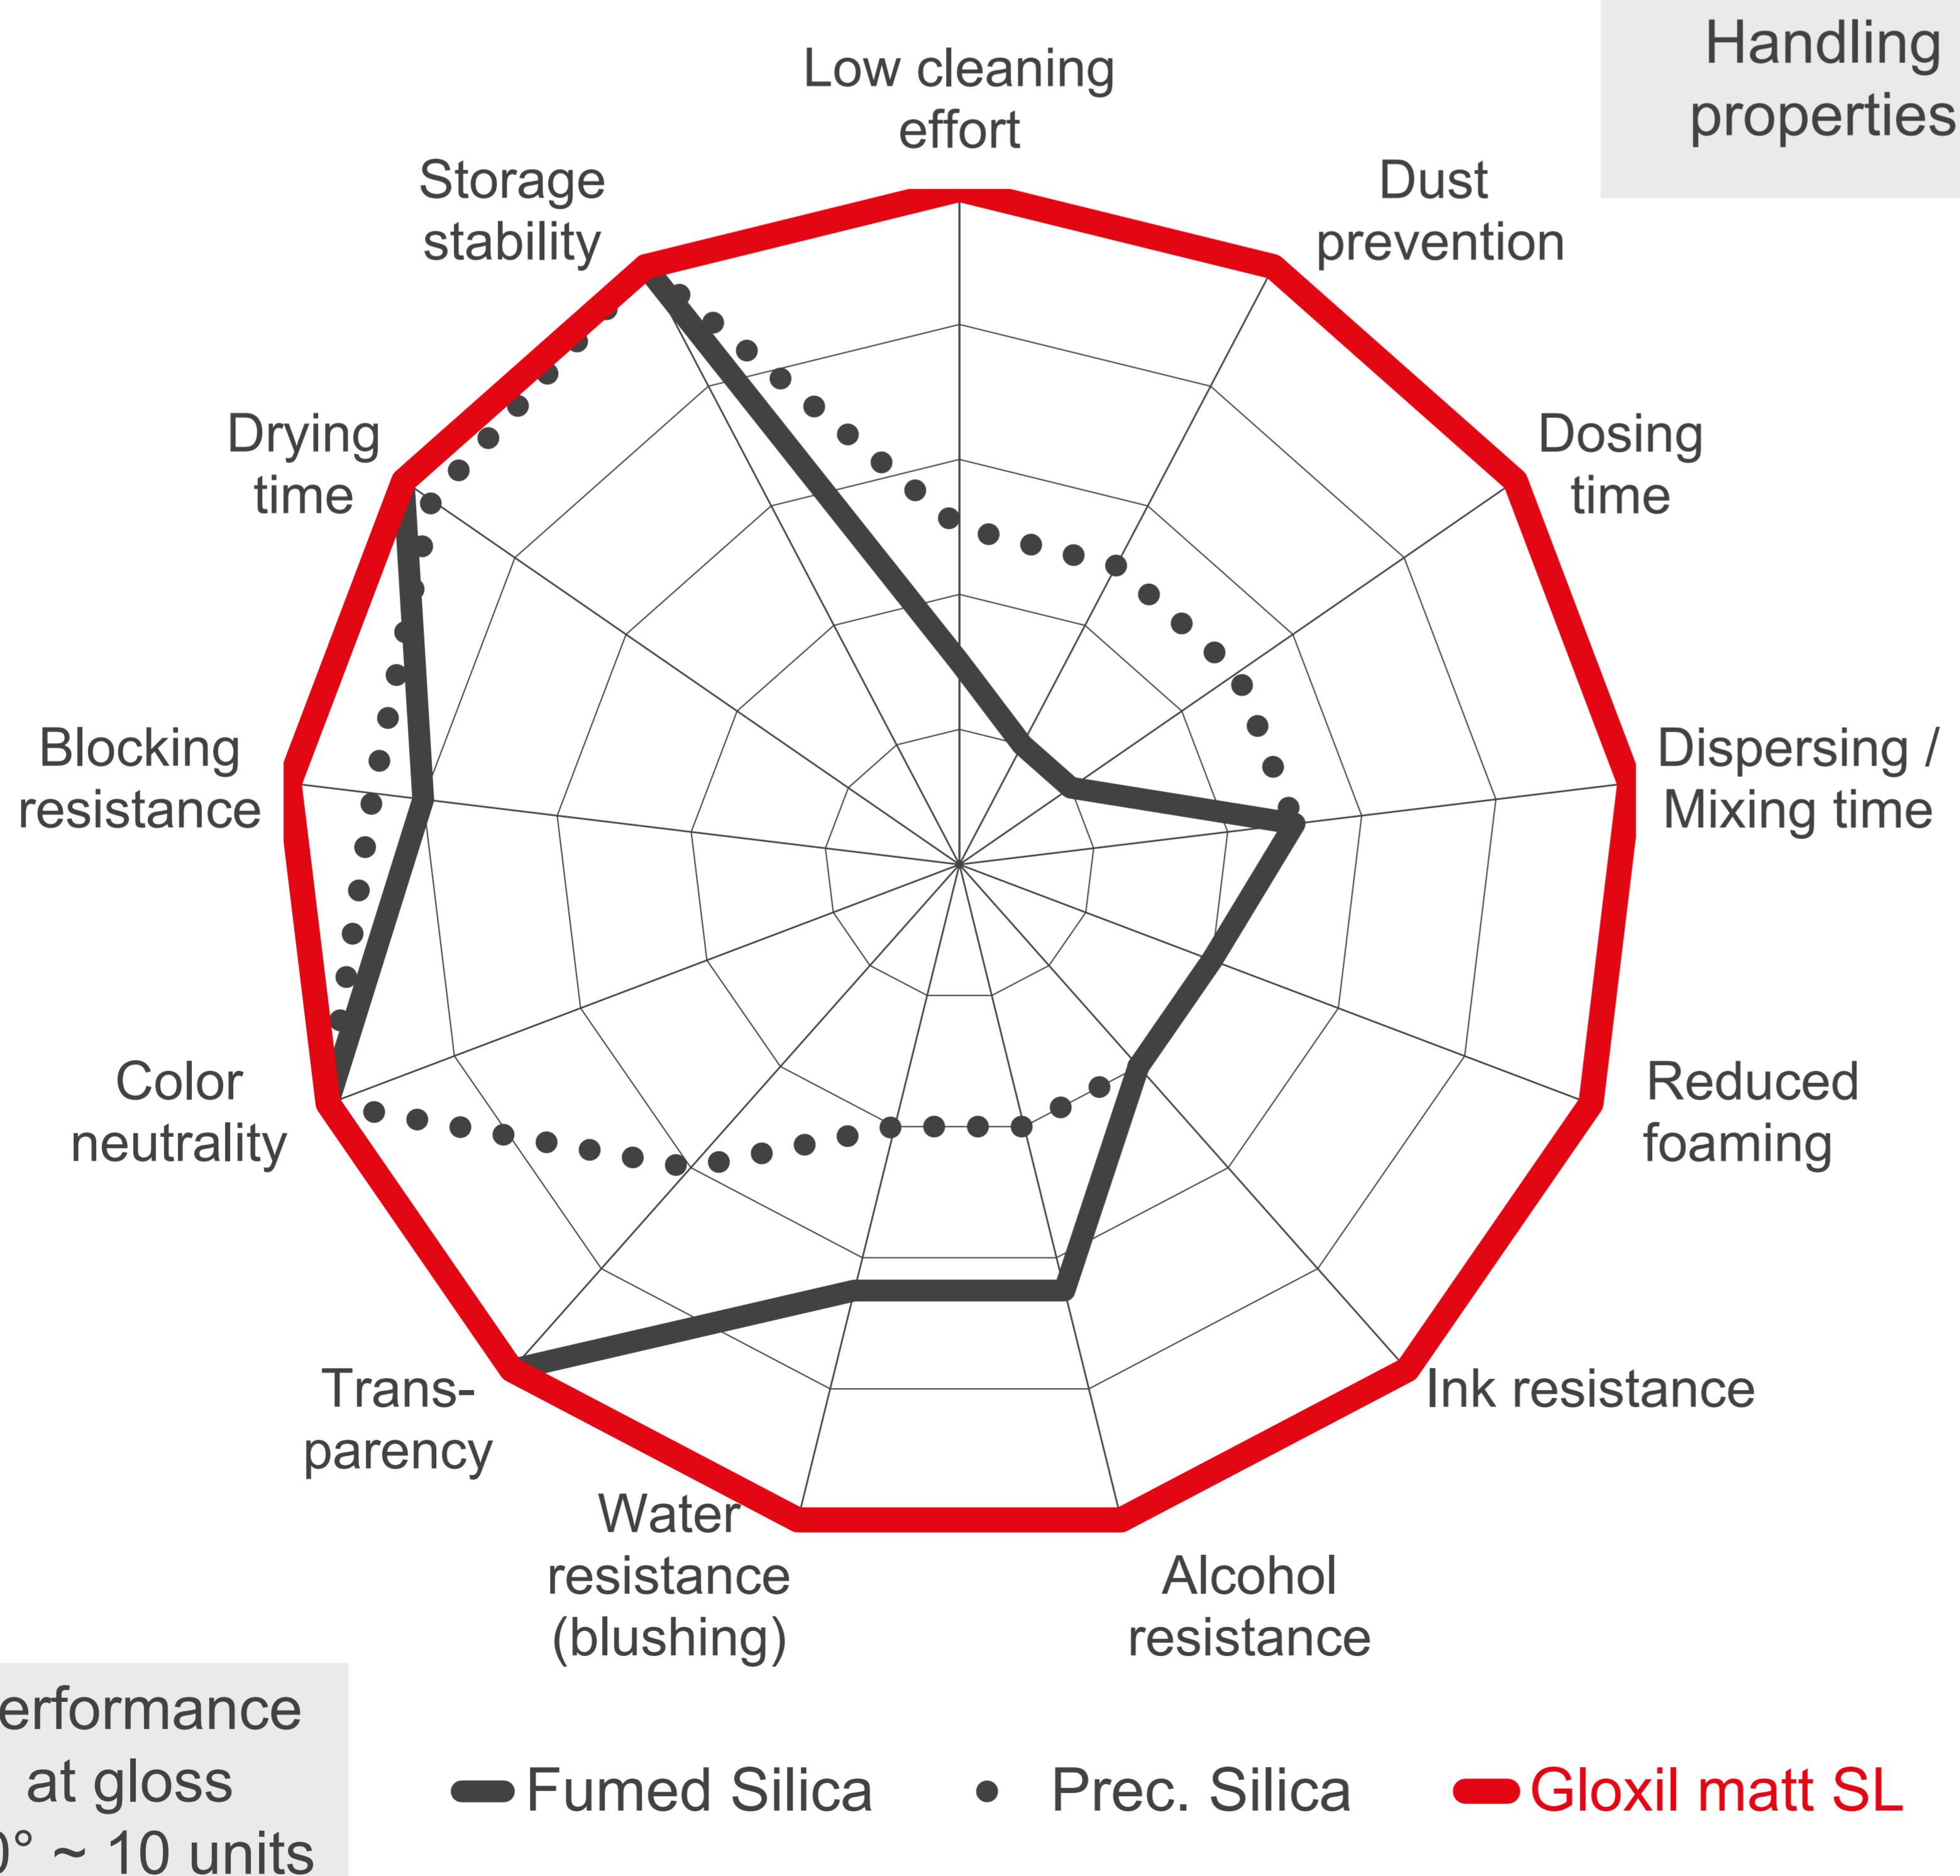 Handling
properties
Low cleaning
effort
Storage
stability
Dust
prevention
Drying
time
Dosing
time
Blocking
resistance
Dispersing /
Mixing time
Color
neutrality
Reduced
foaming
Trans-
parency
Ink resistance
Water
resistance
(blushing)
Alcohol
resistance
erformance
at gloss
0° ~ 10 units
Fumed Silica
Prec. Silica
Gloxil matt SL